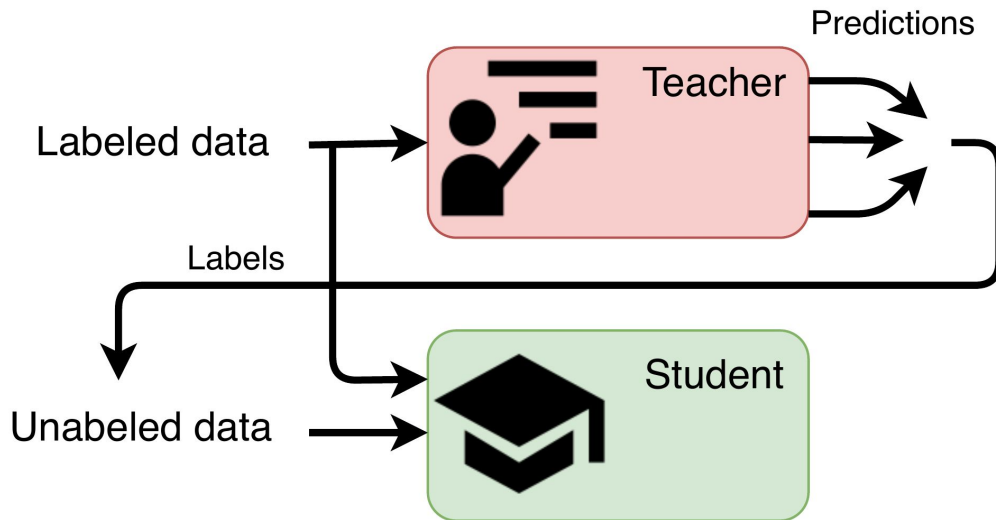 Predictions
Teacher
Labeled data
Labels
Student
Unabeled data